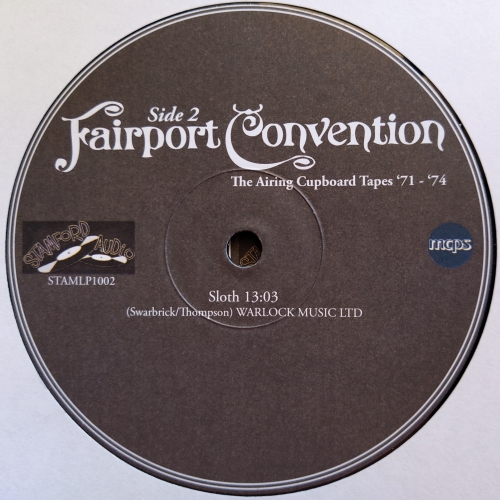 Side 2
Fairport Convention
The Airing Cupboard Tapes '71 - '74
STAMFORD AUDIO
mcps
STAMLP1002
Sloth 13:03
(Swarbrick/Thompson) WARLOCK MUSIC LTD